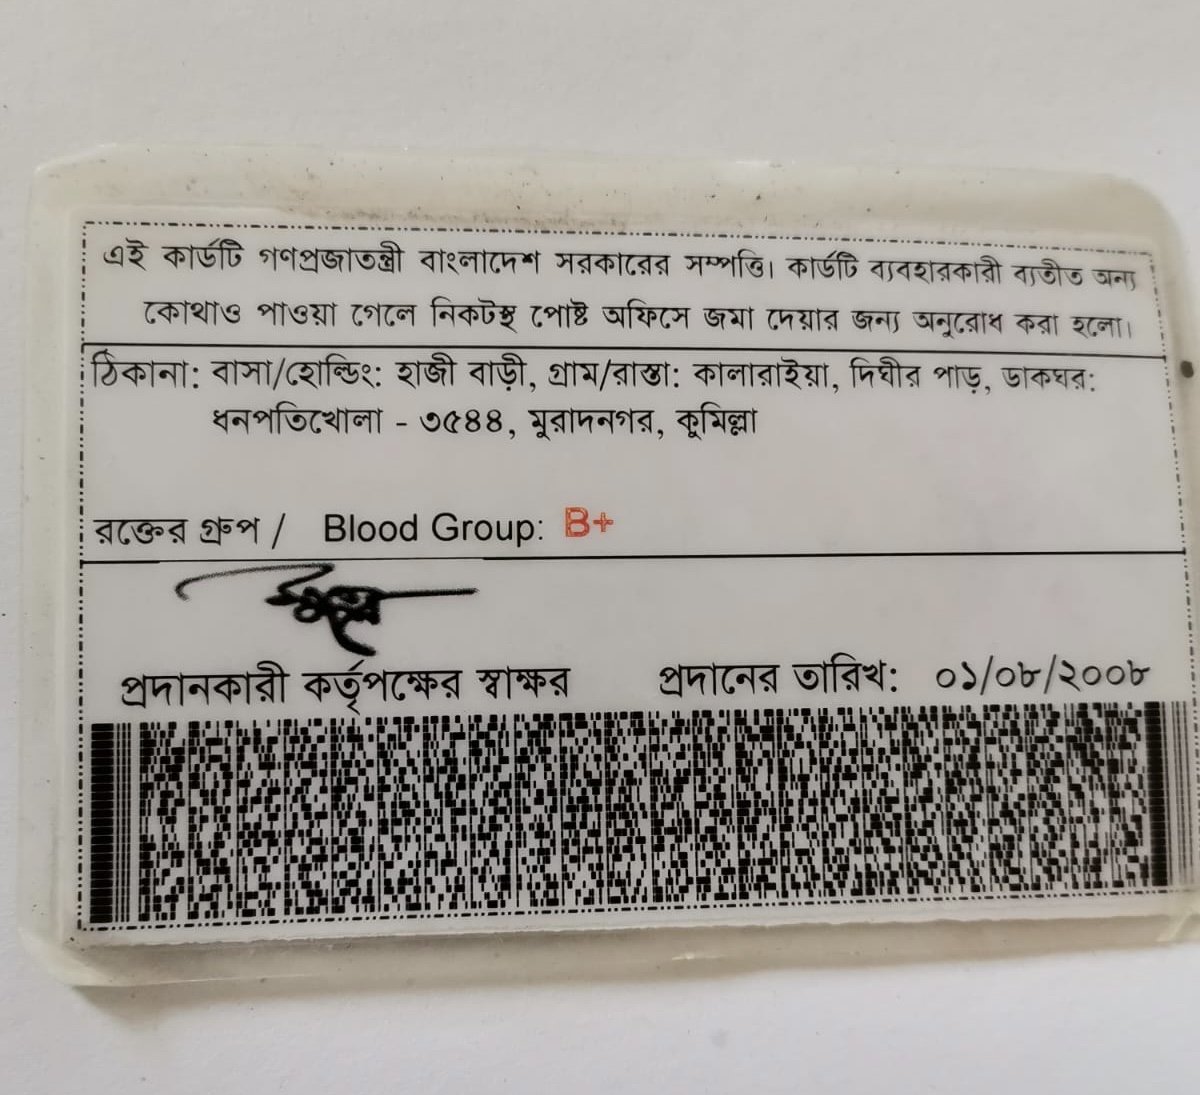 এই কার্ডটি গণপ্রজাতন্ত্রী বাংলাদেশ সরকারের সম্পত্তি। কার্ডটি ব্যবহারকারী ব্যতীত অন্য
কোথাও পাওয়া গেলে নিকটস্থ পোষ্ট অফিসে জমা দেয়ার জন্য অনুরোধ করা হলো।
ঠিকানা: বাসা/হোল্ডিং: হাজী বাড়ী, গ্রাম/রাস্তা: কালারাইয়া, দিঘীর পাড়, ডাকঘর:
ধনপতিখোলা - ৩৫৪৪, মুরাদনগর, কুমিল্লা
রক্তের গ্রুপ / Blood Group: B+
প্রদানকারী কর্তৃপক্ষের স্বাক্ষর প্রদানের তারিখ: ০১/০৮/২০০৮